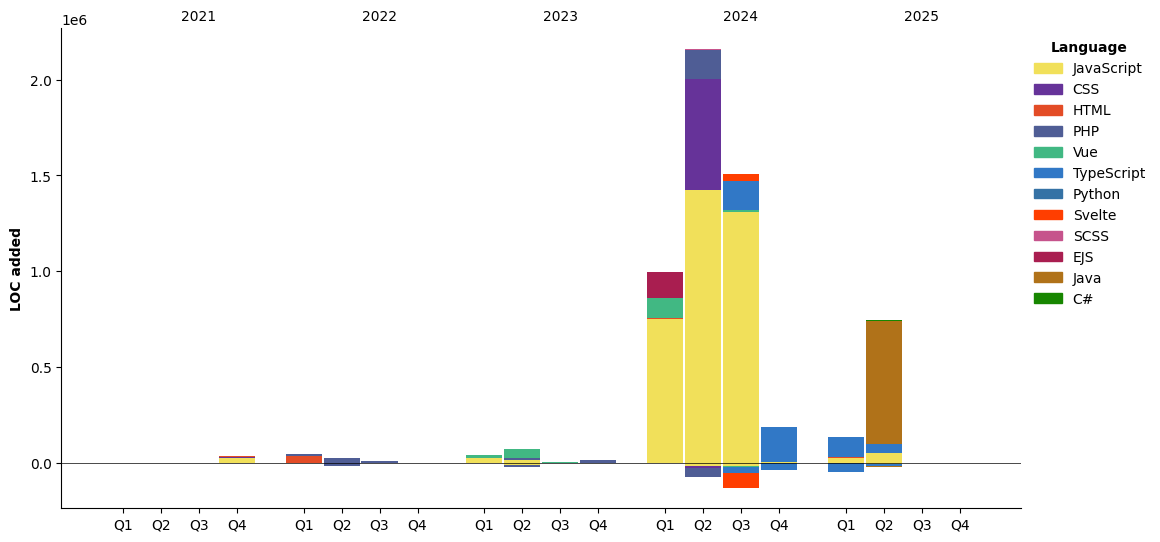 2021 2022 2023 2024 2025
1e6
Language
JavaScript
CSS
HTML
PHP
Vue
TypeScript
Python
Svelte
SCSS
EJS
Java
C#
LOC added
2.0
1.5
1.0
0.5
0.0
Q1 Q2 Q3 Q4 Q1 Q2 Q3 Q4 Q1 Q2 Q3 Q4 Q1 Q2 Q3 Q4 Q1 Q2 Q3 Q4